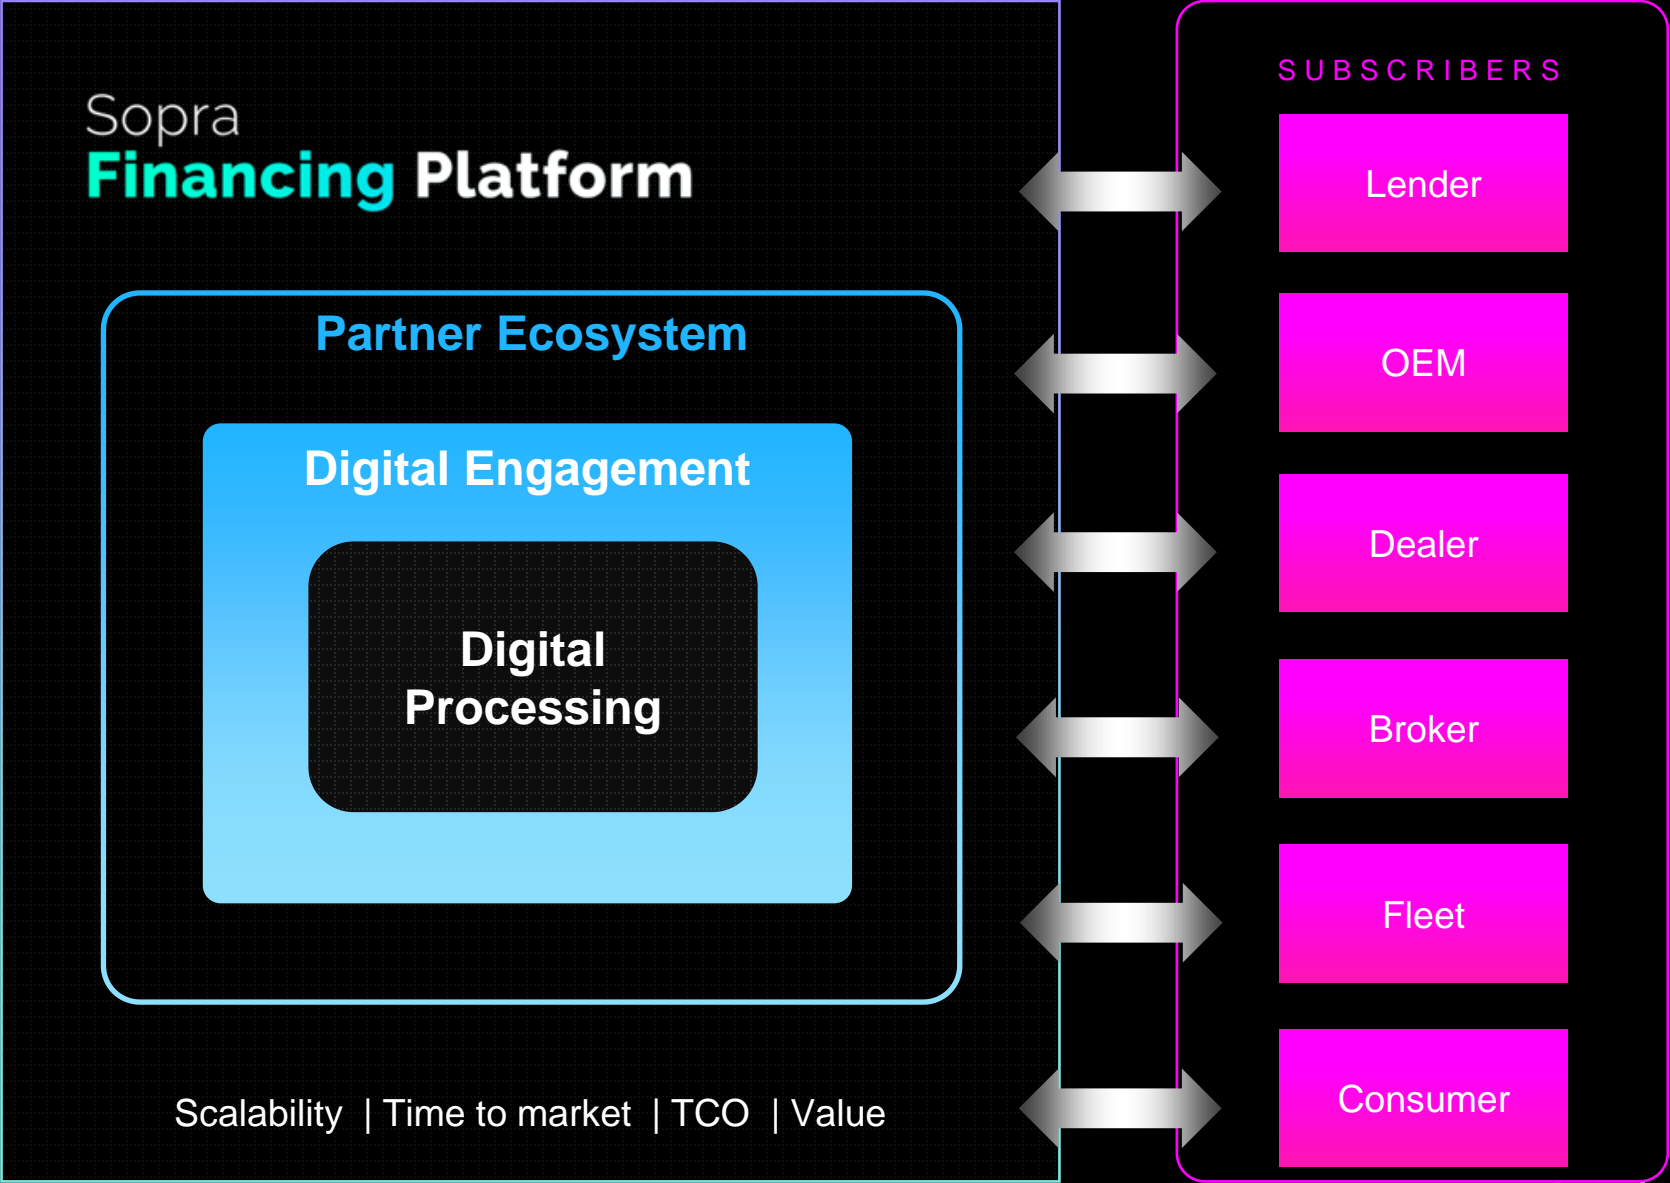 Sopra
Financing Platform
Partner Ecosystem
Digital Engagement
Digital
Processing
Scalability | Time to market | TCO | Value
SUBSCRIBERS
Lender
OEM
Dealer
Broker
Fleet
Consumer